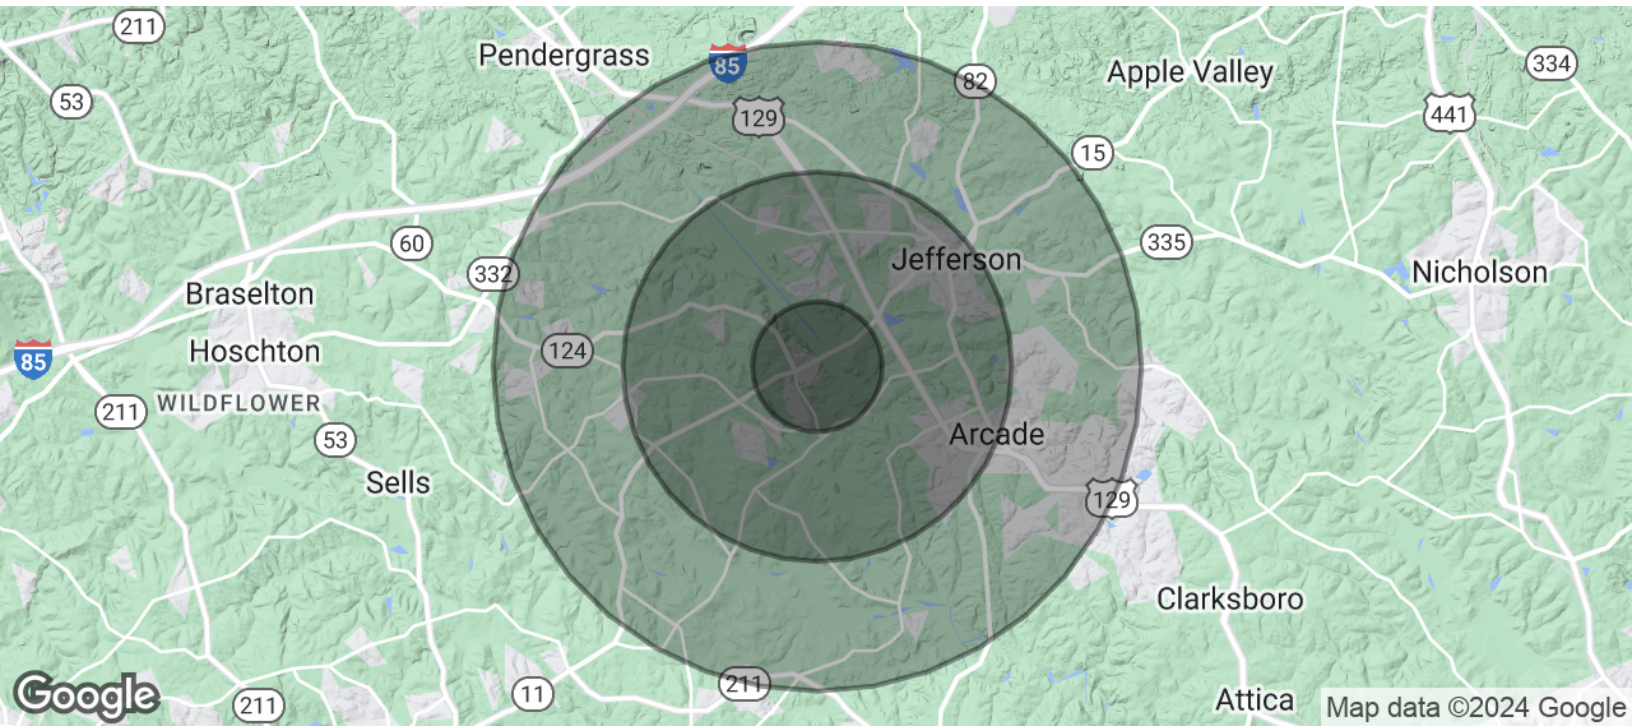 211
Pendergrass
85
82
Apple Valley
334
53
129
441
15
60
335
332
Jefferson
Nicholson
Braselton
Hoschton
124
85
211
WILDFLOWER
53
Arcade
Sells
129
Clarksboro
211
11
211
Attica
Google
Map data ©2024 Google